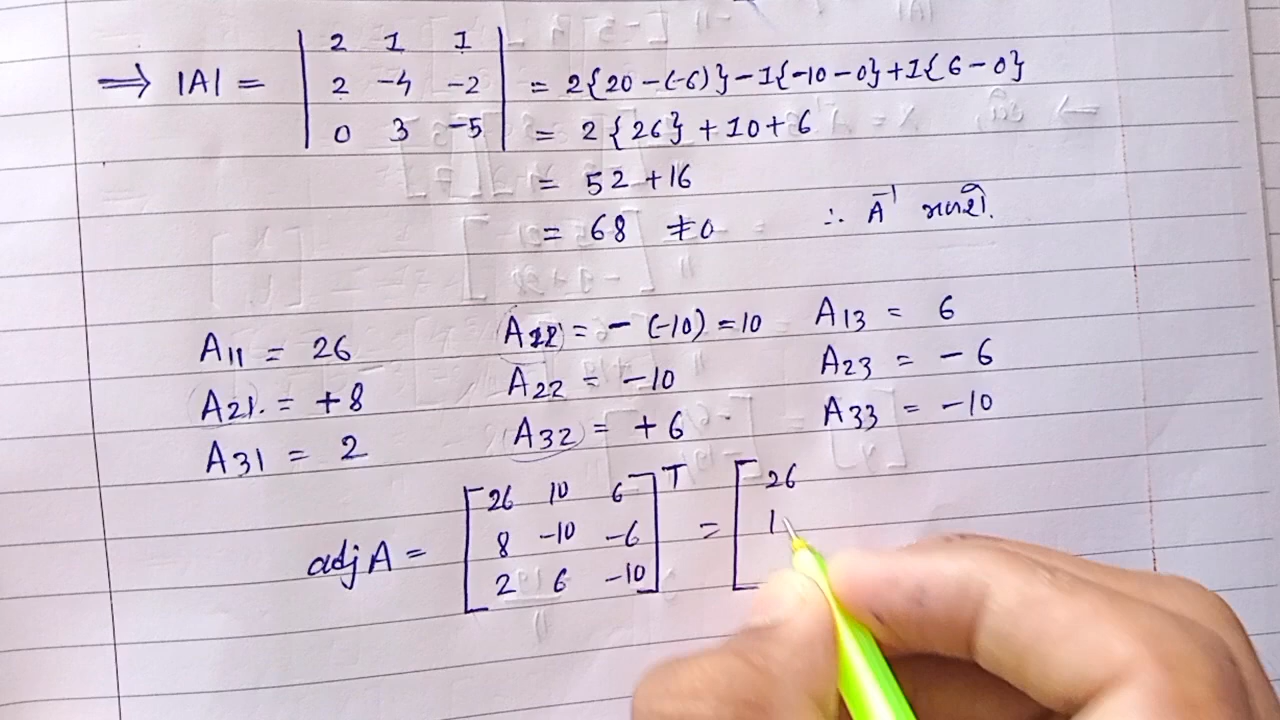 ⇒ |A| = | 2 1 1 | = 2{20 - (-6)} - 1{-10 - 0} + 1{6 - 0}
| 2 -4 -2 |
| 0 3 -5 | = 2 {26} + 10 + 6
= 52 + 16
= 68 ≠ 0 ∴ A⁻¹ મળશે.
A11 = 26 A12 = - (-10) = 10 A13 = 6
A21 = +8 A22 = -10 A23 = - 6
A31 = 2 A32 = + 6 A33 = -10
adj A = [ 26 10 6 ]ᵀ = [ 26
8 -10 -6 1
2 6 -10